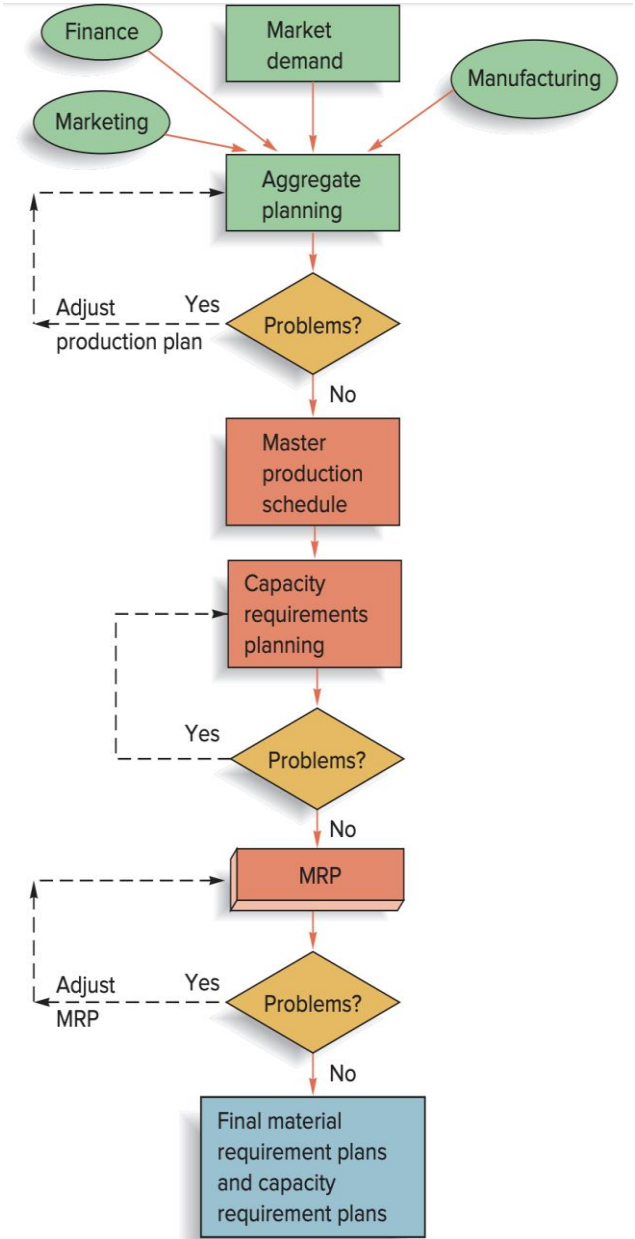 Finance
Market
demand
Manufacturing
Marketing
Aggregate
planning
Adjust
Yes
production plan
Problems?
No
Master
production
schedule
Capacity
requirements
planning
Yes
Problems?
No
MRP
Adjust
Yes
MRP
Problems?
No
Final material
requirement plans
and capacity
requirement plans